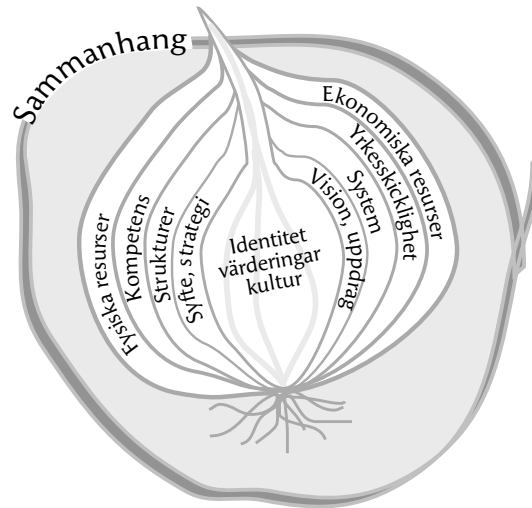 Sammanhang
Ekonomiska resurser
Yrkesskicklighet
System
Vision, uppdrag
Identitet
värderingar
kultur
Syfte, strategi
Strukturer
Kompetens
Fysiska resurser